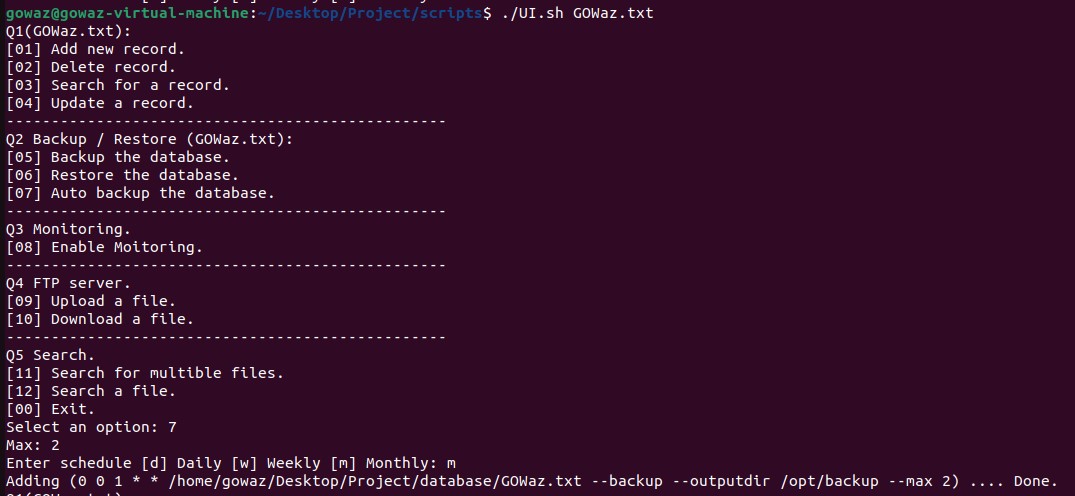 gowaz@gowaz-virtual-machine:~/Desktop/Project/scripts$ ./UI.sh GOWaz.txt
Q1(GOWaz.txt):
[01] Add new record.
[02] Delete record.
[03] Search for a record.
[04] Update a record.
-------------------------------------------------
Q2 Backup / Restore (GOWaz.txt):
[05] Backup the database.
[06] Restore the database.
[07] Auto backup the database.
-------------------------------------------------
Q3 Monitoring.
[08] Enable Moitoring.
-------------------------------------------------
Q4 FTP server.
[09] Upload a file.
[10] Download a file.
-------------------------------------------------
Q5 Search.
[11] Search for multible files.
[12] Search a file.
[00] Exit.
Select an option: 7
Max: 2
Enter schedule [d] Daily [w] Weekly [m] Monthly: m
Adding (0 0 1 * * /home/gowaz/Desktop/Project/database/GOWaz.txt --backup --outputdir /opt/backup --max 2) .... Done.